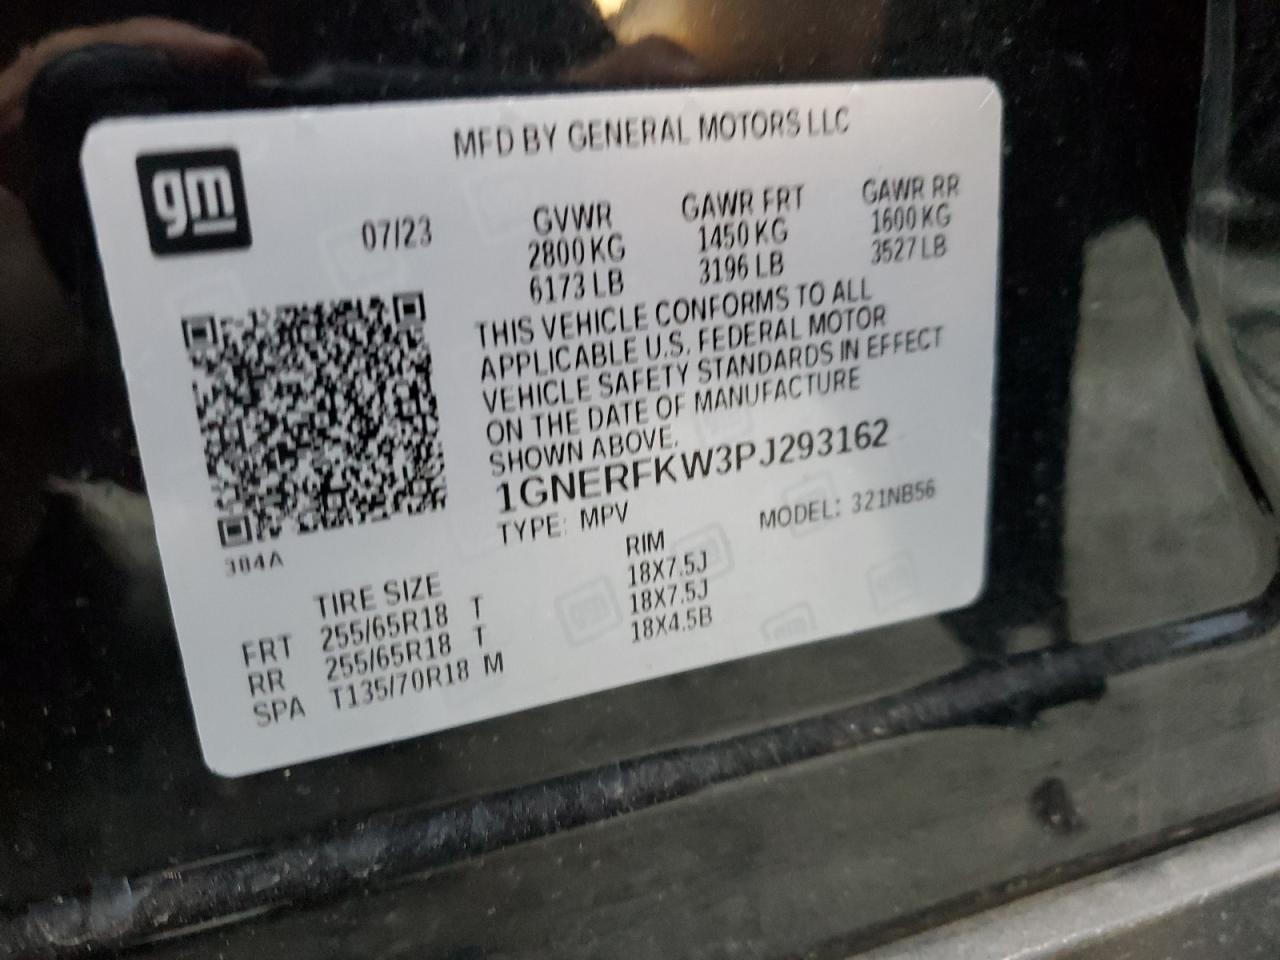 MFD BY GENERAL MOTORS LLC
gm
07/23
GVWR GAWR FRT GAWR RR
2800 KG 1450 KG 1600 KG
6173 LB 3196 LB 3527 LB
THIS VEHICLE CONFORMS TO ALL
APPLICABLE U.S. FEDERAL MOTOR
VEHICLE SAFETY STANDARDS IN EFFECT
ON THE DATE OF MANUFACTURE
SHOWN ABOVE.
1GNERFKW3PJ293162
TYPE: MPV MODEL: 321NB56
384A
TIRE SIZE RIM
FRT 255/65R18 T 18X7.5J
RR 255/65R18 T 18X7.5J
SPA T135/70R18 M 18X4.5B